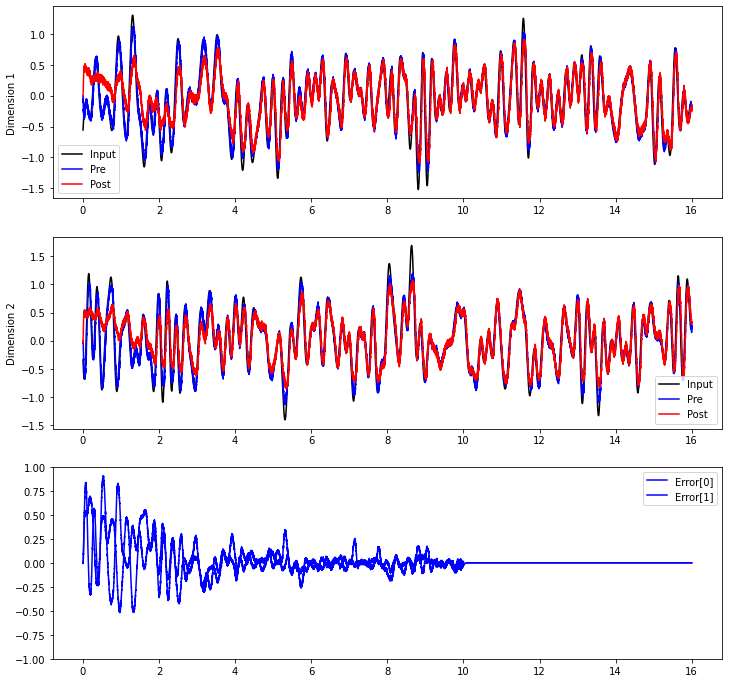 Dimension 1
1.0
0.5
0.0
−0.5
−1.0
−1.5
Input
Pre
Post
0 2 4 6 8 10 12 14 16
Dimension 2
1.5
1.0
0.5
0.0
−0.5
−1.0
−1.5
Input
Pre
Post
0 2 4 6 8 10 12 14 16
1.00
0.75
0.50
0.25
0.00
−0.25
−0.50
−0.75
−1.00
Error[0]
Error[1]
0 2 4 6 8 10 12 14 16